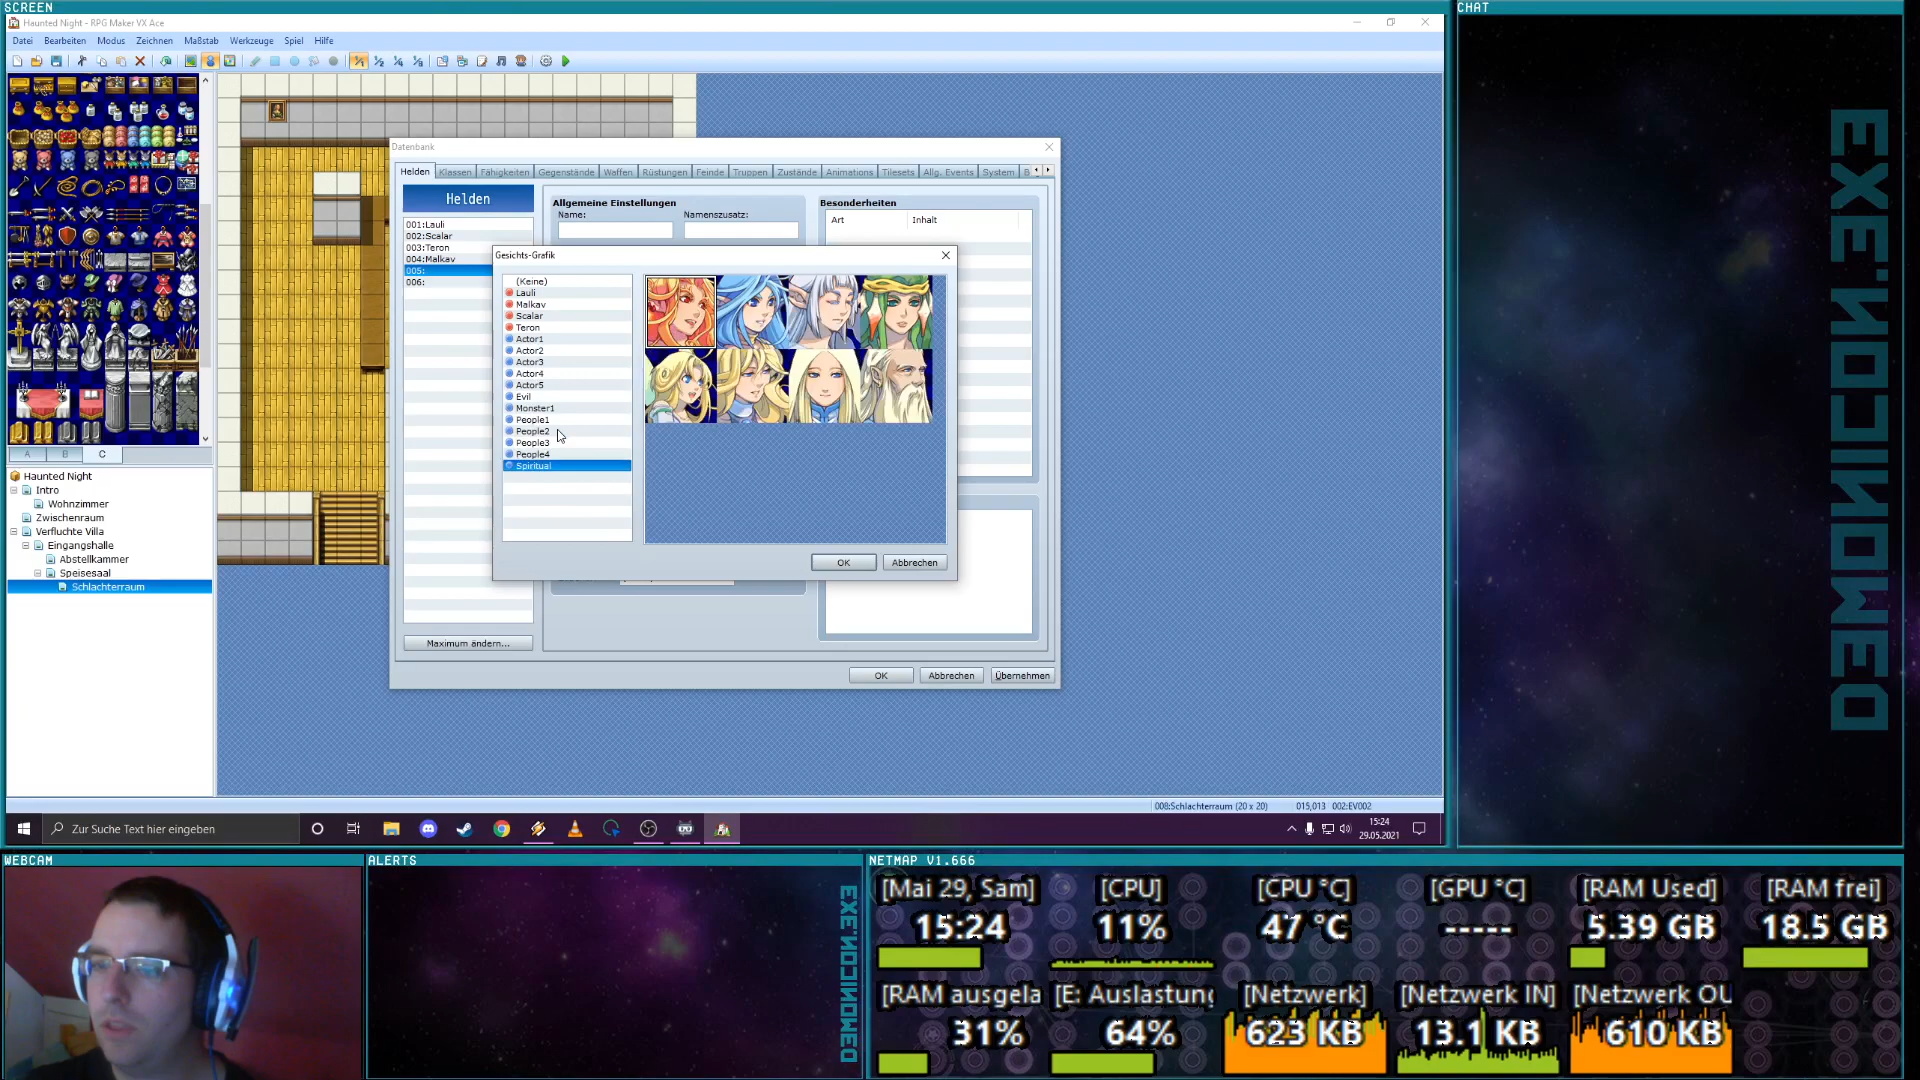 SCREEN
Haunted Night - RPG Maker VX Ace
Datei Bearbeiten Modus Zeichnen Maßstab Werkzeuge Spiel Hilfe
A B C
Haunted Night
Intro
Wohnzimmer
Zwischenraum
Verfluchte Villa
Eingangshalle
Abstellkammer
Speisesaal
Schlachterraum
Datenbank
Helden Klassen Fähigkeiten Gegenstände Waffen Rüstungen Feinde Truppen Zustände Animations Tilesets Allg. Events System
Helden
001:Lauli
002:Scalar
003:Teron
004:Malkav
005:
006:
Maximum ändern...
Allgemeine Einstellungen
Name: Namenszusatz:
Besonderheiten
Art Inhalt
Gesichts-Grafik
(Keine)
Lauli
Malkav
Scalar
Teron
Actor1
Actor2
Actor3
Actor4
Actor5
Evil
Monster1
People1
People2
People3
People4
Spiritual
OK Abbrechen
OK Abbrechen Übernehmen
008:Schlachterraum (20 x 20) 015,013 002:EV002
Zur Suche Text hier eingeben
15:24
29.05.2021
CHAT
EXE.NOCINOMED
WEBCAM
ALERTS
EXE.NOCINOMED
NETMAP V1.666
[Mai 29, Sam] [CPU] [CPU °C] [GPU °C] [RAM Used] [RAM frei]
15:24 11% 47 °C ----- 5.39 GB 18.5 GB
[RAM ausgela [E: Auslastung [Netzwerk] [Netzwerk IN] [Netzwerk OU
31% 64% 623 KB 13.1 KB 610 KB